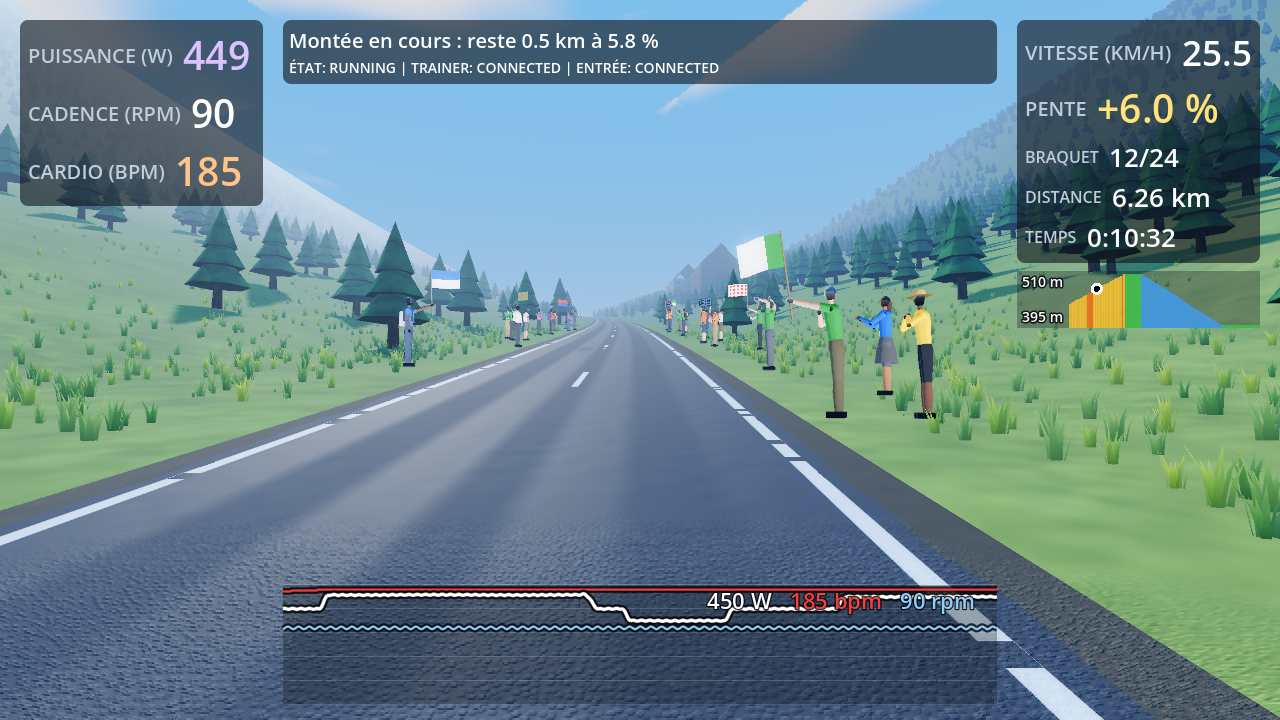 PUISSANCE (W) 449
CADENCE (RPM) 90
CARDIO (BPM) 185
Montée en cours : reste 0.5 km à 5.8 %
ÉTAT: RUNNING | TRAINER: CONNECTED | ENTRÉE: CONNECTED
VITESSE (KM/H) 25.5
PENTE +6.0 %
BRAQUET 12/24
DISTANCE 6.26 km
TEMPS 0:10:32
510 m
395 m
450 W 185 bpm 90 rpm